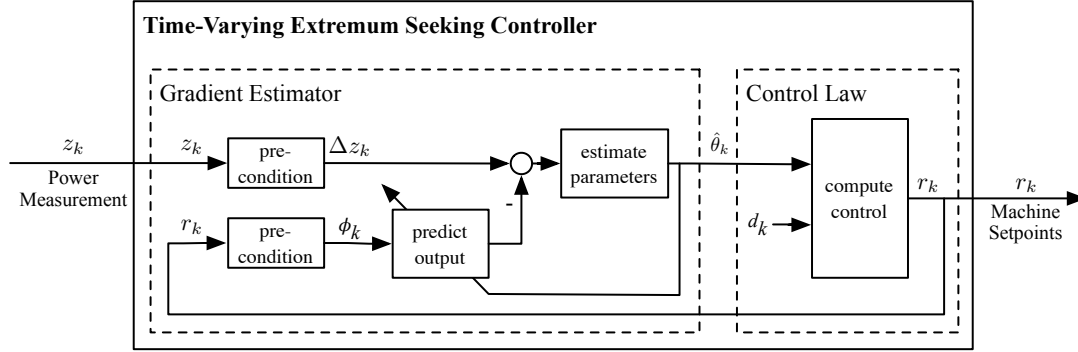 Time-Varying Extremum Seeking Controller
Gradient Estimator
Control Law
z_k
Power
Measurement
z_k
pre-
condition
Δz_k
estimate
parameters
θ̂_k
compute
control
r_k
r_k
Machine
Setpoints
r_k
pre-
condition
ϕ_k
predict
output
-
d_k